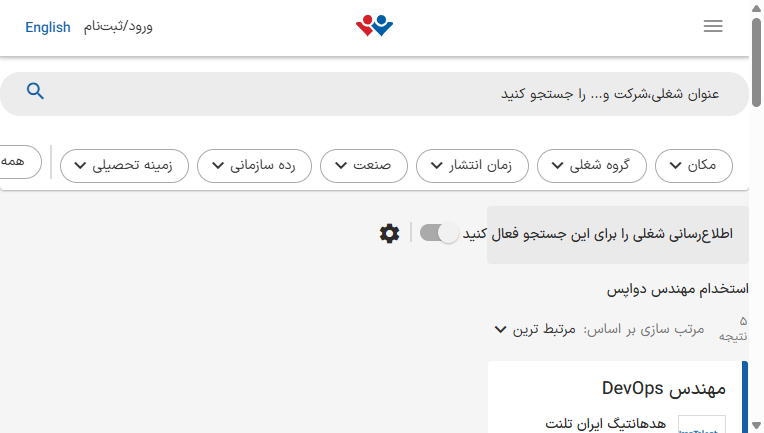 ورود/ثبت‌نام English
عنوان شغلی،شرکت و... را جستجو کنید
مکان گروه شغلی زمان انتشار صنعت رده سازمانی زمینه تحصیلی همه
اطلاع‌رسانی شغلی را برای این جستجو فعال کنید
استخدام مهندس دواپس
۵ نتیجه
مرتب سازی بر اساس: مرتبط ترین
مهندس DevOps
هدهانتیگ ایران تلنت